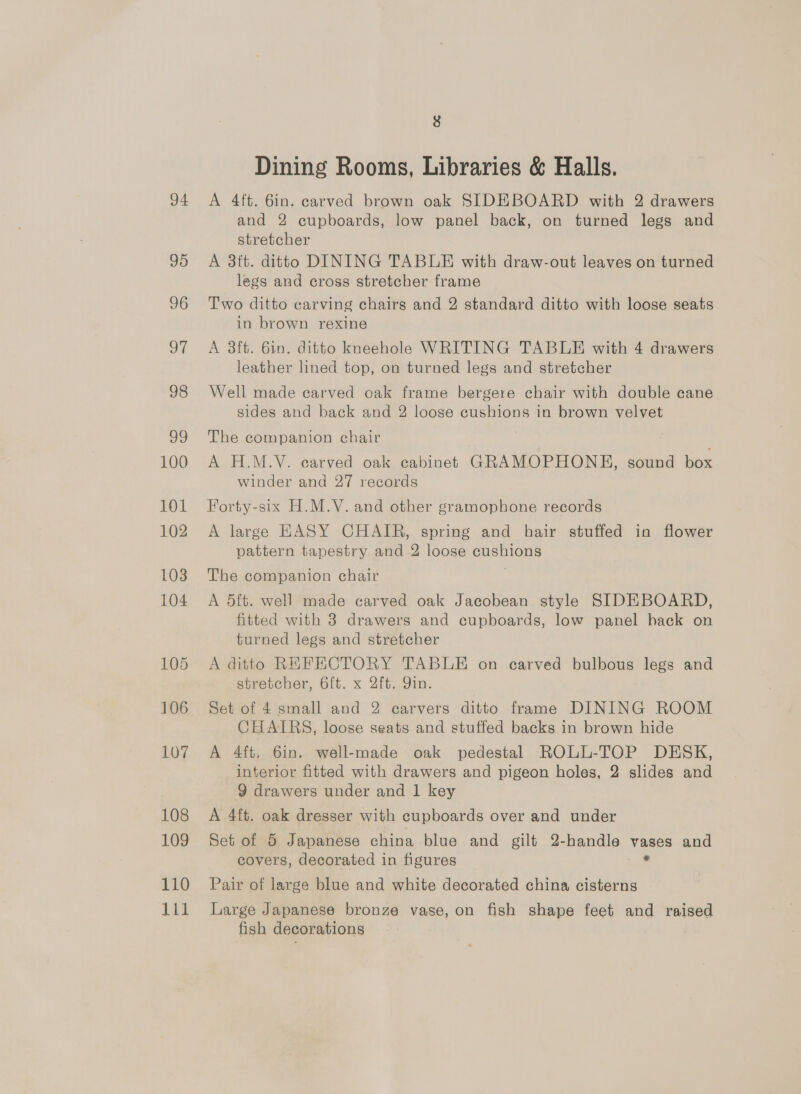 8
Dining Rooms, Libraries & Halls.
94 A 4ft. 6in. carved brown oak SIDEBOARD with 2 drawers
and 2 cupboards, low panel back, on turned legs and
stretcher
95 A 3ft. ditto DINING TABLE with draw-out leaves on turned
legs and cross stretcher frame
96 Two ditto carving chairs and 2 standard ditto with loose seats
in brown rexine
97 A 3ft. 6in. ditto kneehole WRITING TABLE with 4 drawers
leather lined top, on turned legs and stretcher
98 Well made carved oak frame bergere chair with double cane
sides and back and 2 loose cushions in brown velvet
99 The companion chair
100 A H.M.V. carved oak cabinet GRAMOPHONE, sound box
winder and 27 records
101 Forty-six H.M.V. and other gramophone records
102 A large EASY CHAIR, spring and hair stuffed in flower
pattern tapestry and 2 loose cushions
103 The companion chair
104 A 5ft. well made carved oak Jacobean style SIDEBOARD,
fitted with 3 drawers and cupboards, low panel back on
turned legs and stretcher
105 A ditto REFECTORY TABLE on carved bulbous legs and
stretcher, 6ft. x 2ft. 9in.
106 Set of 4 small and 2 carvers ditto frame DINING ROOM
CHAIRS, loose seats and stuffed backs in brown hide
107 A 4ft. 6in. well-made oak pedestal ROLL-TOP DESK,
interior fitted with drawers and pigeon holes, 2 slides and
9 drawers under and 1 key
108 A 4ft. oak dresser with cupboards over and under
109 Set of 5 Japanese china blue and gilt 2-handle vases and
covers, decorated in figures
110 Pair of large blue and white decorated china cisterns
111 Large Japanese bronze vase, on fish shape feet and raised
fish decorations